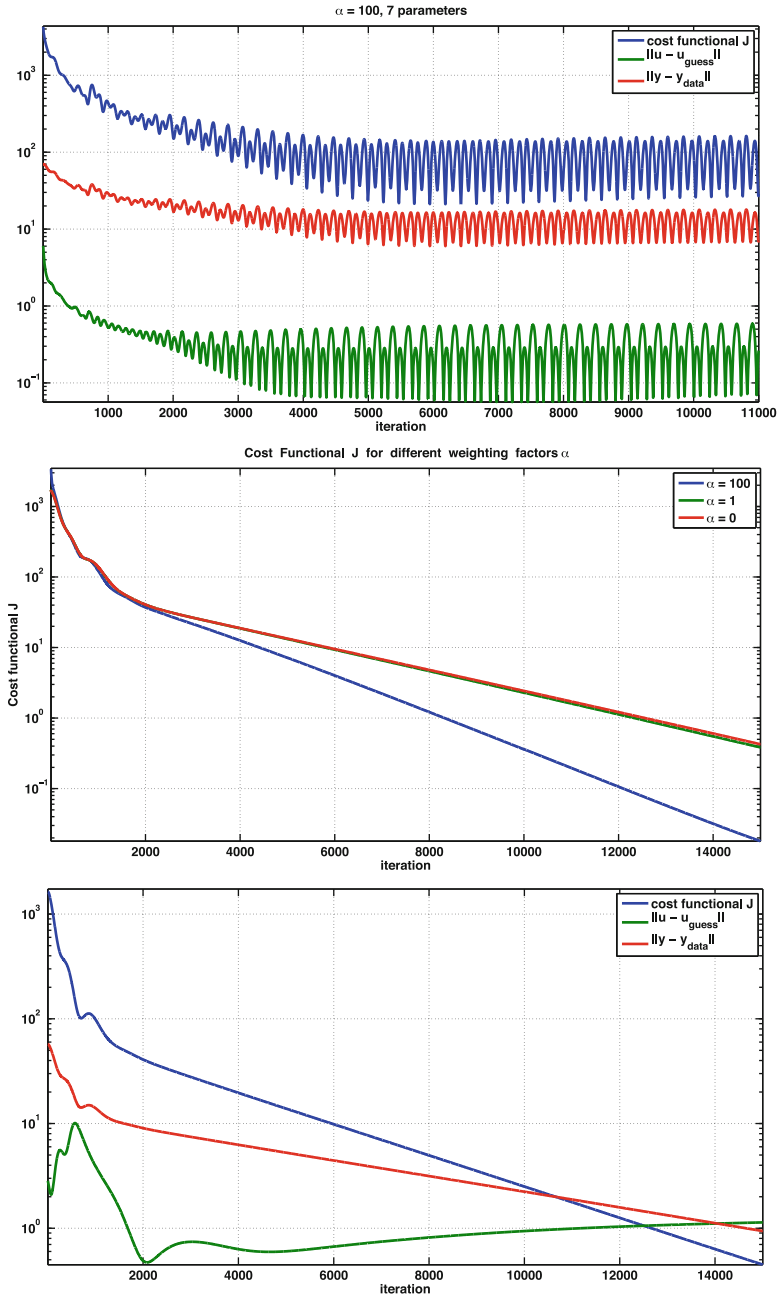 α = 100, 7 parameters
cost functional J
||u − u_guess||
||y − y_data||
10^3
10^2
10^1
10^0
10^−1
1000 2000 3000 4000 5000 6000 7000 8000 9000 10000 11000
iteration
Cost Functional J for different weighting factors α
α = 100
α = 1
α = 0
Cost functional J
10^3
10^2
10^1
10^0
10^−1
2000 4000 6000 8000 10000 12000 14000
iteration
cost functional J
||u − u_guess||
||y − y_data||
10^3
10^2
10^1
10^0
2000 4000 6000 8000 10000 12000 14000
iteration